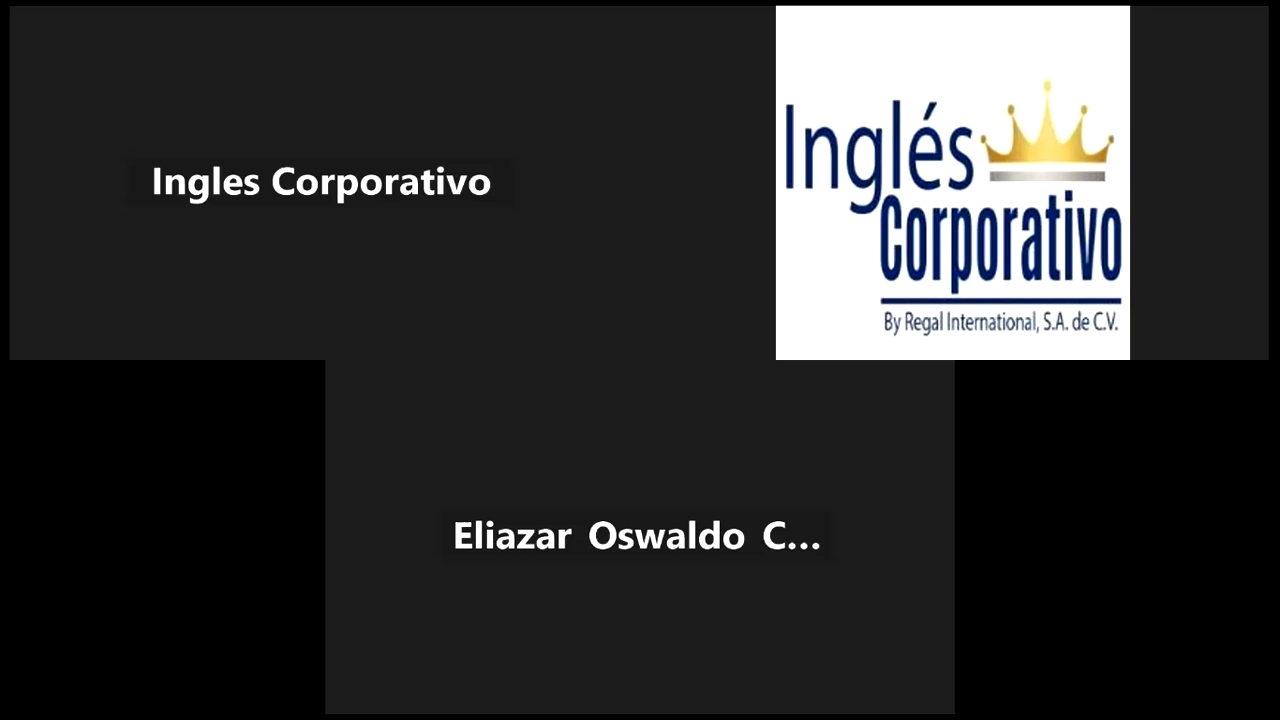 Ingles Corporativo
Inglés
Corporativo
By Regal International, S.A. de C.V.
Eliazar Oswaldo C...